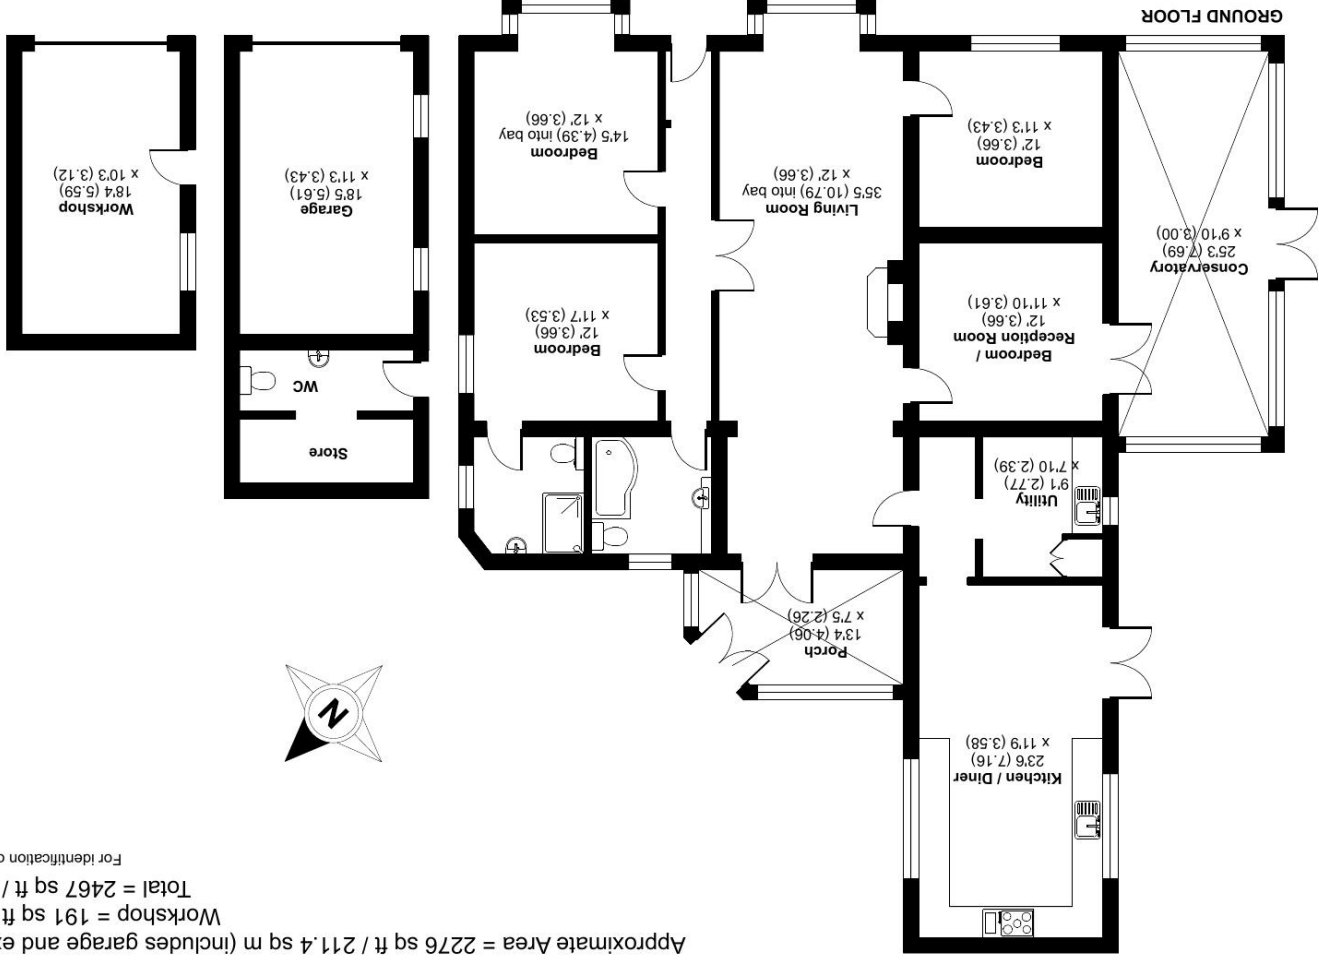 Approximate Area = 2276 sq ft / 211.4 sq m (includes garage and
Workshop = 191 sq ft
Total = 2467 sq ft /
For identification
Kitchen / Diner
23'6 (7.16)
x 11'9 (3.58)
Porch
13'4 (4.06)
x 7'5 (2.26)
N
Utility
9'1 (2.77)
x 7'10 (2.39)
Store
WC
Bedroom /
Reception Room
12' (3.66)
x 11'10 (3.61)
Bedroom
12' (3.66)
x 11'7 (3.53)
Conservatory
25'3 (7.69)
x 9'10 (3.00)
Living Room
35'5 (10.79) into bay
x 12' (3.66)
Garage
18'5 (5.61)
x 11'3 (3.43)
Workshop
18'4 (5.59)
x 10'3 (3.12)
Bedroom
12' (3.66)
x 11'3 (3.43)
Bedroom
14'5 (4.39) into bay
x 12' (3.66)
GROUND FLOOR